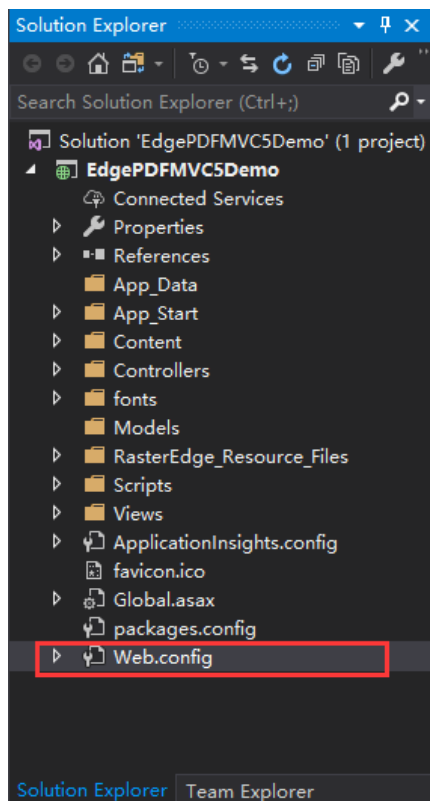 Solution Explorer
Search Solution Explorer (Ctrl+;)
Solution 'EdgePDFMVC5Demo' (1 project)
EdgePDFMVC5Demo
Connected Services
Properties
References
App_Data
App_Start
Content
Controllers
fonts
Models
RasterEdge_Resource_Files
Scripts
Views
ApplicationInsights.config
favicon.ico
Global.asax
packages.config
Web.config
Solution Explorer Team Explorer